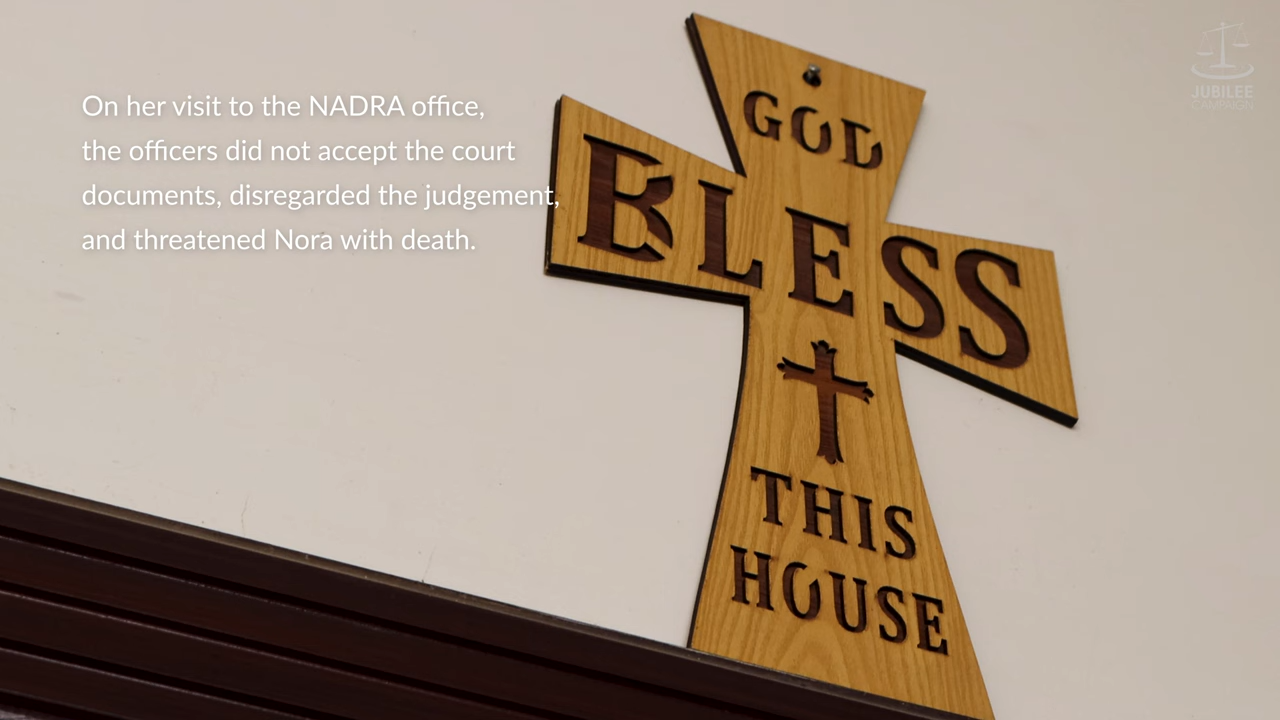 On her visit to the NADRA office,
the officers did not accept the court
documents, disregarded the judgement,
and threatened Nora with death.
GOD
BLESS
THIS
HOUSE
JUBILEE
CAMPAIGN